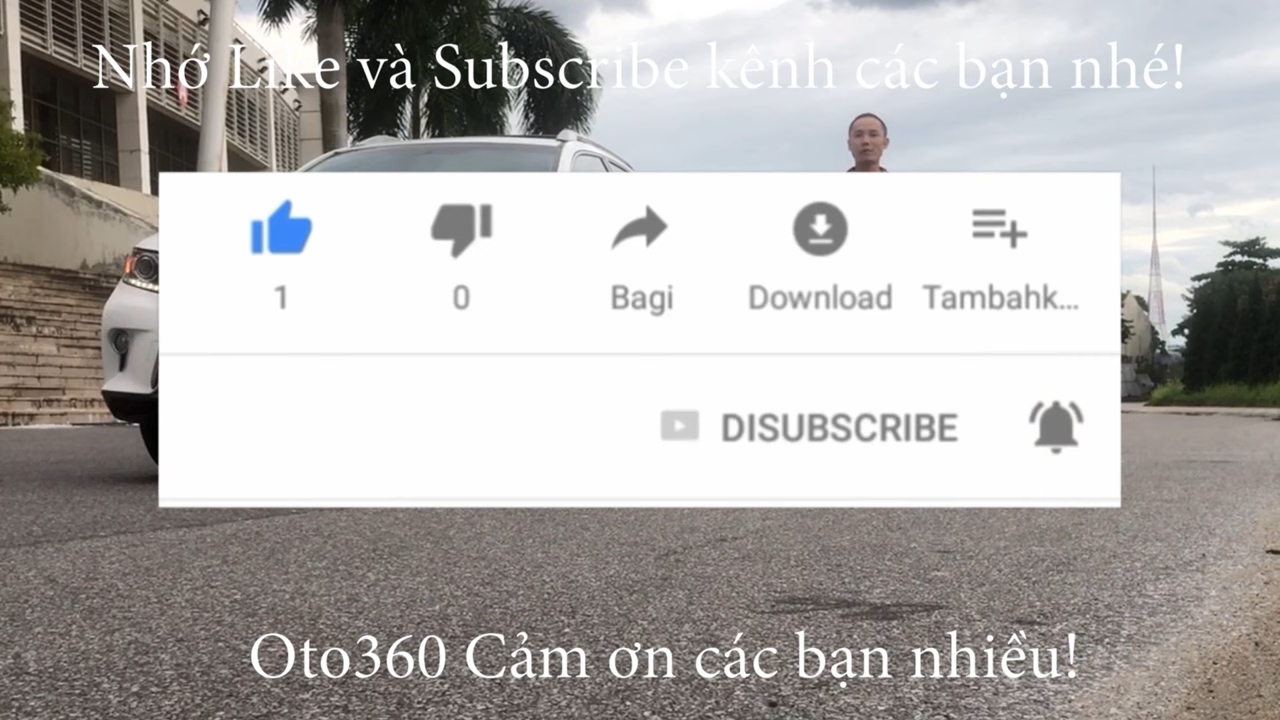 Nhớ Like và Subscribe kênh các bạn nhé!
1 0 Bagi Download Tambahk...
DISUBSCRIBE
Oto360 Cảm ơn các bạn nhiều!